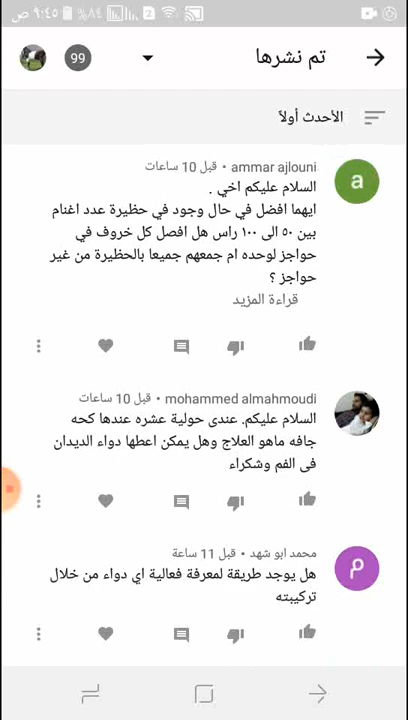 ٩:٤٥ ص ٨٤٪ 2
تم نشرها
99
الأحدث أولاً
ammar ajlouni • قبل 10 ساعات
السلام عليكم اخي .
ايهما افضل في حال وجود في حظيرة عدد اغنام
بين ٥٠ الى ١٠٠ راس هل افصل كل خروف في
حواجز لوحده ام جمعهم جميعا بالحظيرة من غير
حواجز ؟
قراءة المزيد
a
mohammed almahmoudi • قبل 10 ساعات
السلام عليكم. عندى حولية عشره عندها كحه
جافه ماهو العلاج وهل يمكن اعطها دواء الديدان
فى الفم وشكراء
محمد ابو شهد • قبل 11 ساعة
هل يوجد طريقة لمعرفة فعالية اي دواء من خلال
تركيبته
م